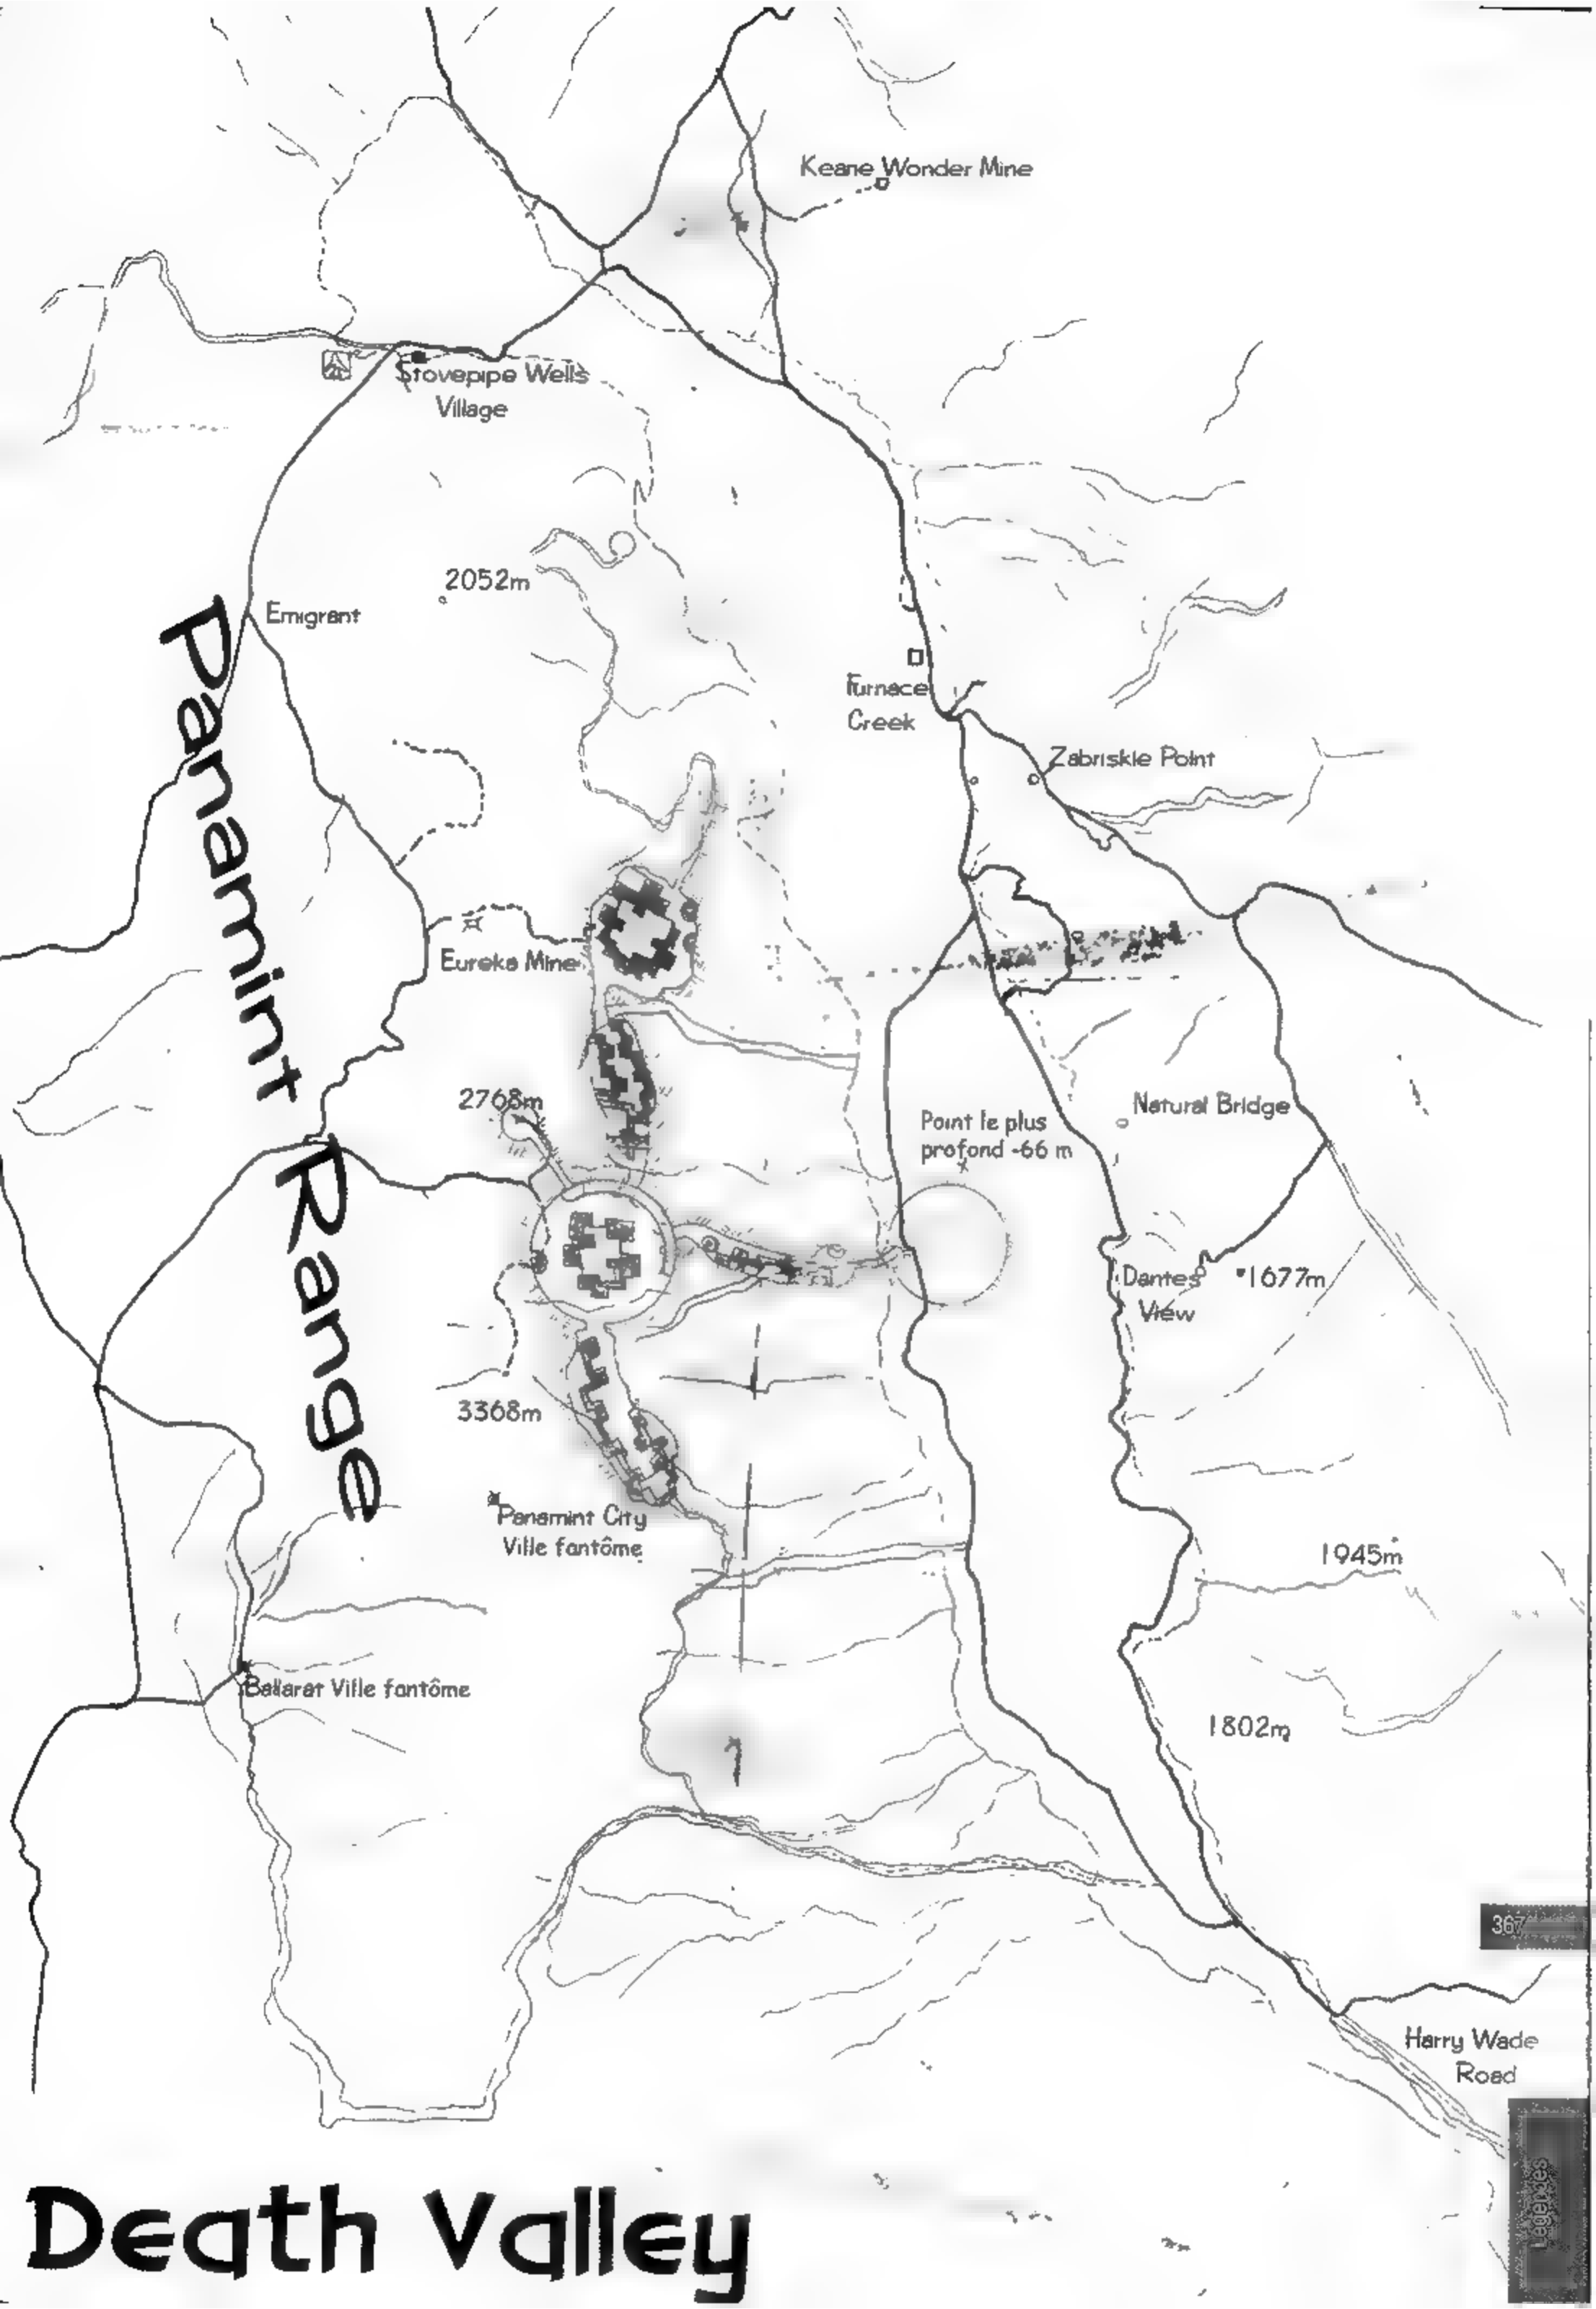 Keane Wonder Mine
Stovepipe Wells
Village
2052m
Emigrant
Furnace
Creek
Zabriskie Point
Panamint Range
Eureka Mine
2768m
Natural Bridge
Point le plus
profond -66 m
Dantes
View
1677m
3368m
Panamint City
Ville fantôme
1945m
Ballarat Ville fantôme
1802m
367
Harry Wade
Road
Légendes
Death Valley